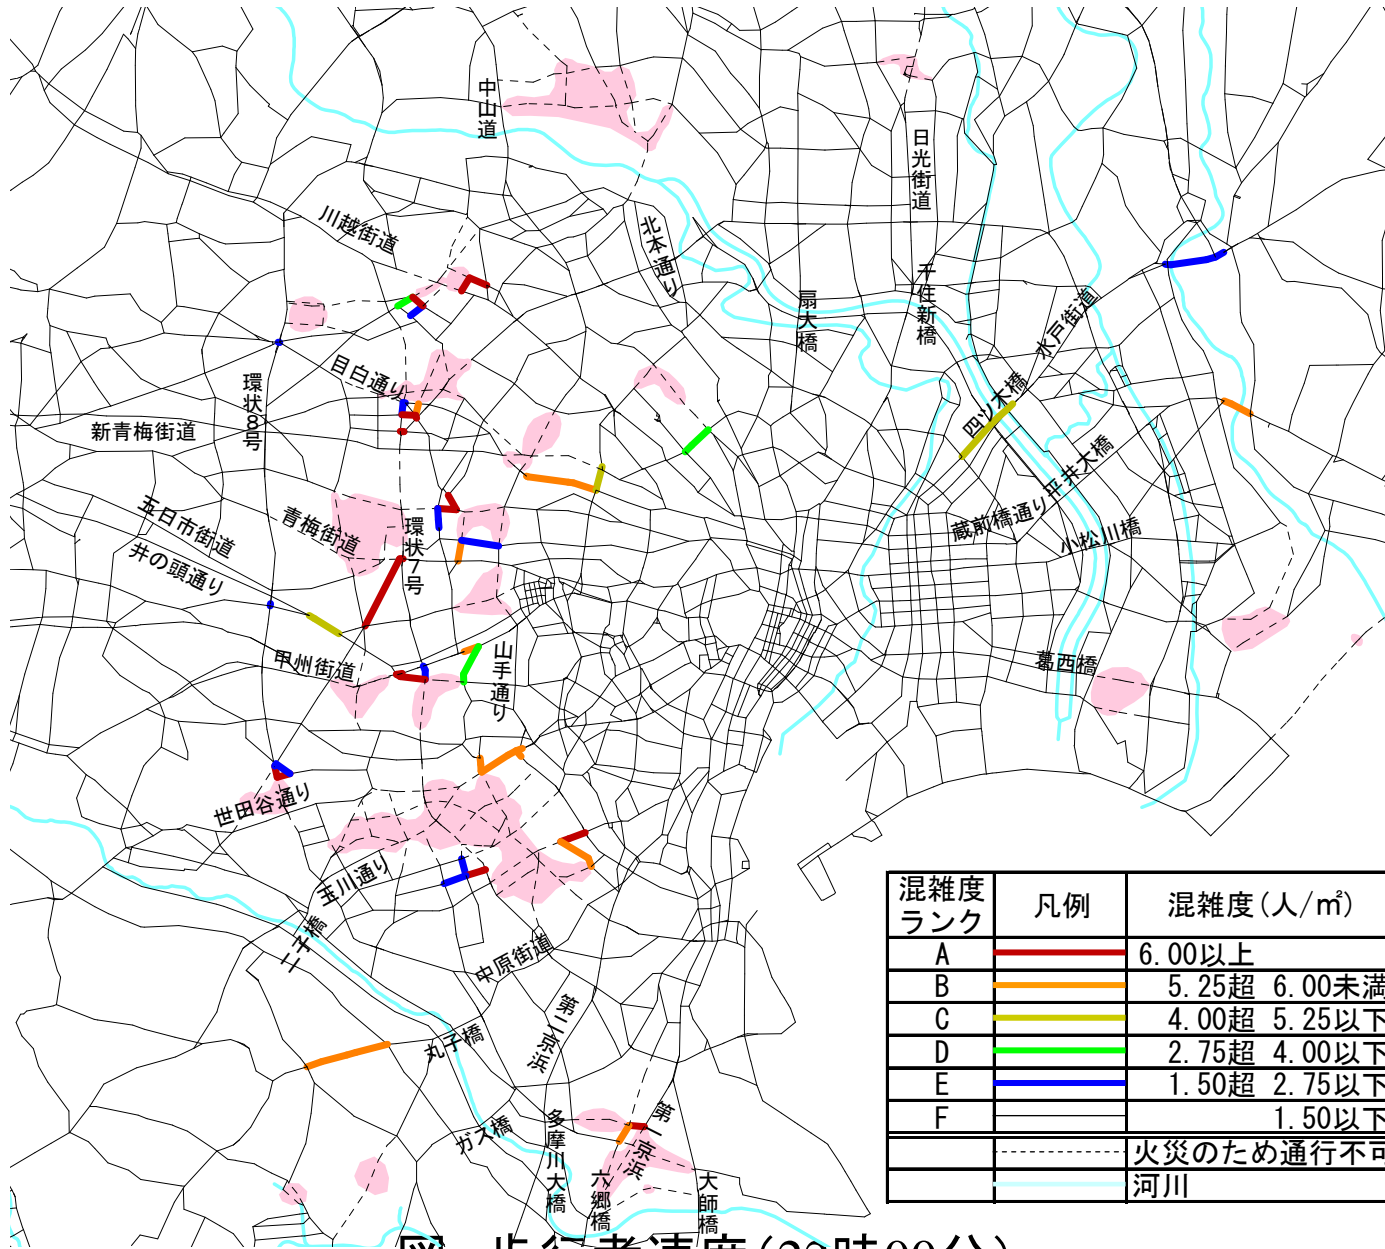 中山道
日光街道
川越街道
北本通り
千住新橋
扇大橋
水戸街道
目白通り
環状8号
四ツ木橋
新青梅街道
平井大橋
五日市街道
青梅街道
環状7号
蔵前橋通り
小松川橋
井の頭通り
甲州街道
山手通り
葛西橋
世田谷通り
玉川通り
二子橋
中原街道
第二京浜
丸子橋
ガス橋
多摩川大橋
第一京浜
六郷橋
大師橋
混雑度ランク 凡例 混雑度(人/㎡)
A 6.00以上
B 5.25超 6.00未満
C 4.00超 5.25以下
D 2.75超 4.00以下
E 1.50超 2.75以下
F 1.50以下
火災のため通行不可
河川